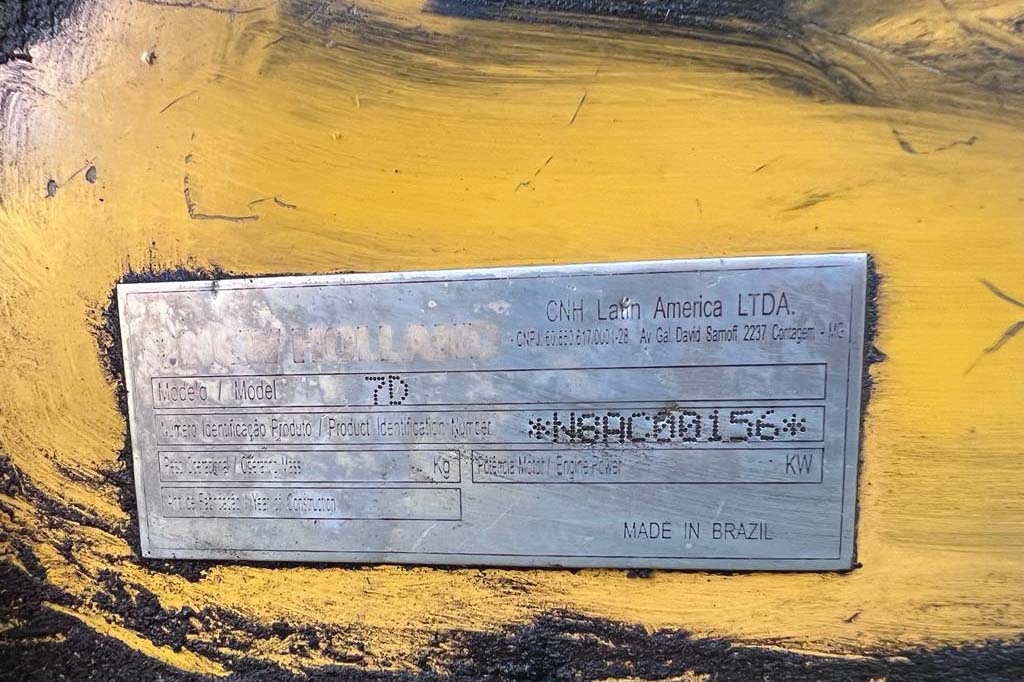 NEW HOLLAND
CNH Latin America LTDA.
CNPJ. 60.850.617/0001-28 Av Gal. David Sarnoff, 2237 Contagem - MG
Modelo / Model 7D
Número Identificação Produto / Product Identification Number *N8AC00156*
Peso Operacional / Operating Mass Kg
Potência Motor / Engine Power KW
Ano de Fabricação / Year of Construction
MADE IN BRAZIL